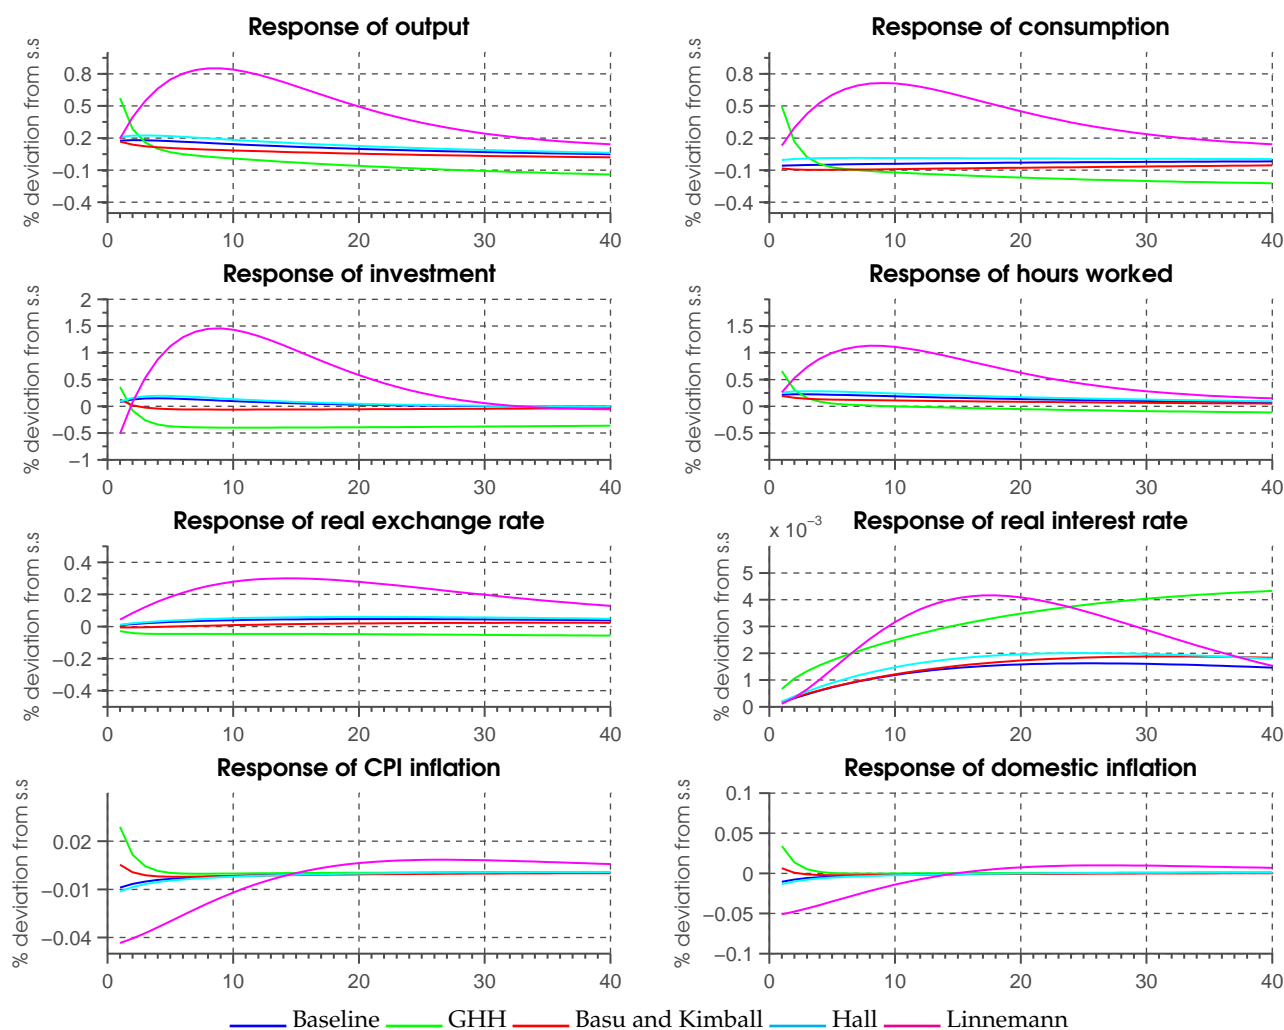 Response of output
% deviation from s.s
0.8
0.5
0.2
−0.1
−0.4
0 10 20 30 40
Response of consumption
% deviation from s.s
0.8
0.5
0.2
−0.1
−0.4
0 10 20 30 40
Response of investment
% deviation from s.s
2
1.5
1
0.5
0
−0.5
−1
0 10 20 30 40
Response of hours worked
% deviation from s.s
1.5
1
0.5
0
−0.5
0 10 20 30 40
Response of real exchange rate
% deviation from s.s
0.4
0.2
0
−0.2
−0.4
0 10 20 30 40
Response of real interest rate
x 10−3
% deviation from s.s
5
4
3
2
1
0
0 10 20 30 40
Response of CPI inflation
% deviation from s.s
0.02
−0.01
−0.04
0 10 20 30 40
Response of domestic inflation
% deviation from s.s
0.1
0.05
0
−0.05
−0.1
0 10 20 30 40
Baseline GHH Basu and Kimball Hall Linnemann